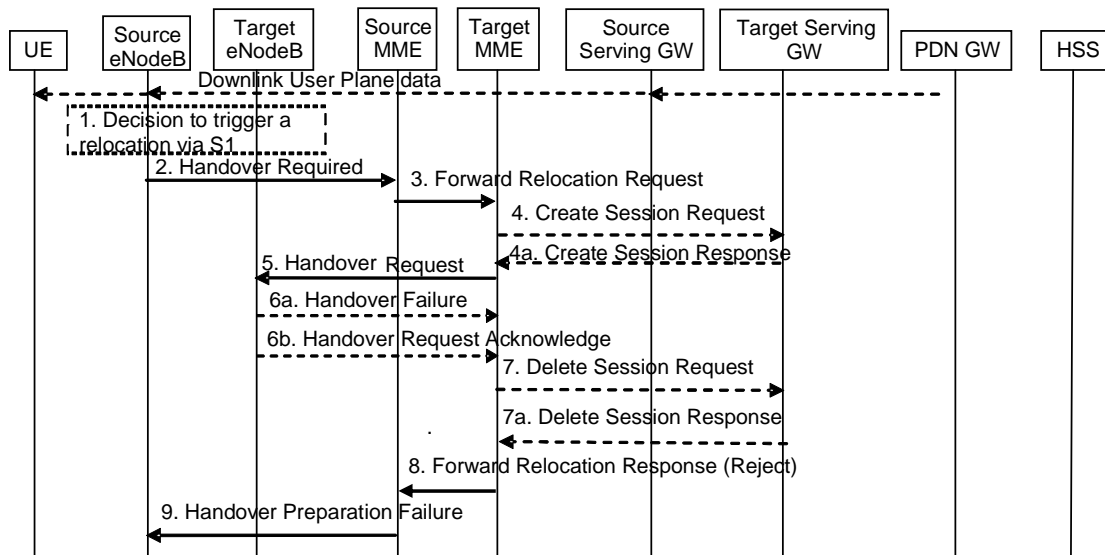 UE
Source
eNodeB
Target
eNodeB
Source
MME
Target
MME
Source
Serving GW
Target Serving
GW
PDN GW
HSS
Downlink User Plane data
1. Decision to trigger a
relocation via S1
2. Handover Required
3. Forward Relocation Request
4. Create Session Request
4a. Create Session Response
5. Handover Request
6a. Handover Failure
6b. Handover Request Acknowledge
7. Delete Session Request
7a. Delete Session Response
.
8. Forward Relocation Response (Reject)
9. Handover Preparation Failure